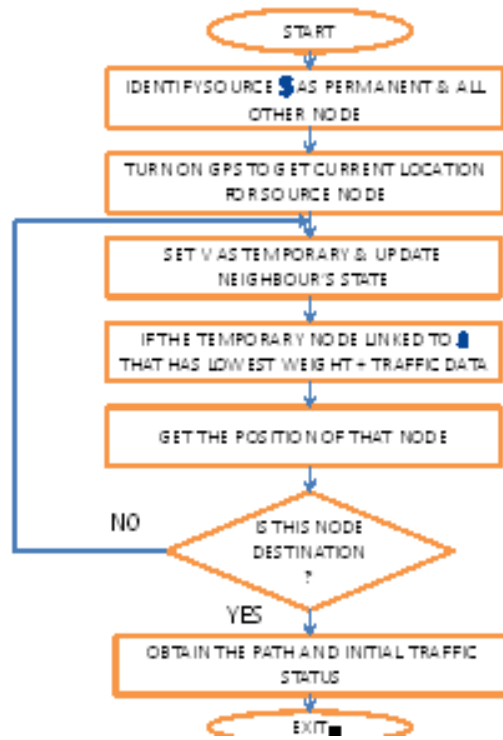 START
IDENTIFY SOURCE S AS PERMANENT & ALL
OTHER NODE
TURN ON GPS TO GET CURRENT LOCATION
FOR SOURCE NODE
SET V AS TEMPORARY & UPDATE
NEIGHBOUR'S STATE
IF THE TEMPORARY NODE LINKED TO
THAT HAS LOWEST WEIGHT + TRAFFIC DATA
GET THE POSITION OF THAT NODE
NO
IS THIS NODE
DESTINATION
?
YES
OBTAIN THE PATH AND INITIAL TRAFFIC
STATUS
EXIT